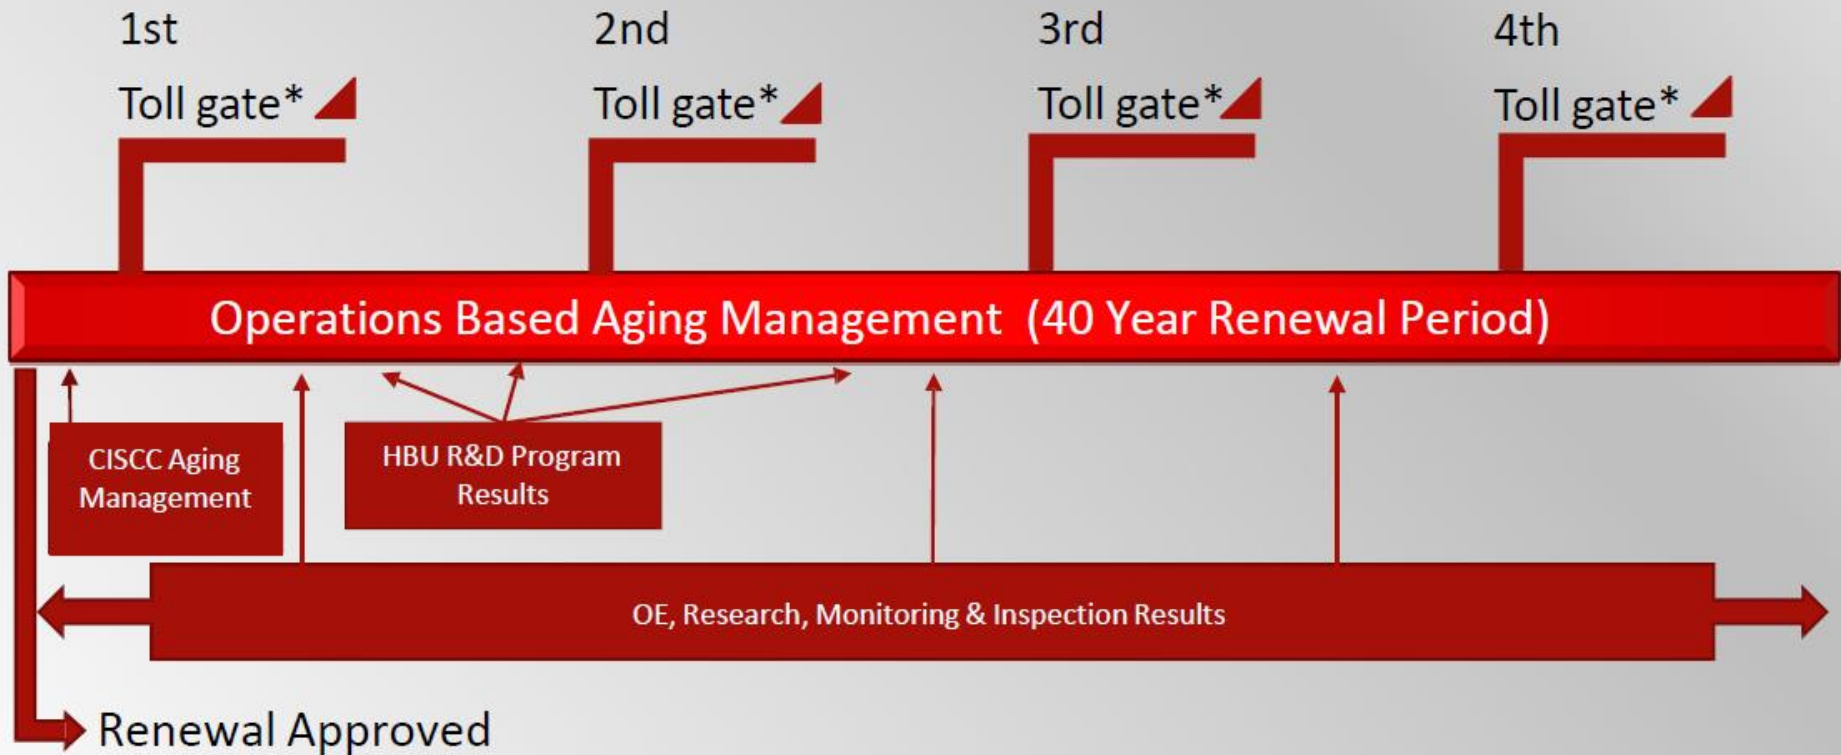 1st
Toll gate*
2nd
Toll gate*
3rd
Toll gate*
4th
Toll gate*
Operations Based Aging Management (40 Year Renewal Period)
CISCC Aging
Management
HBU R&D Program
Results
OE, Research, Monitoring & Inspection Results
Renewal Approved